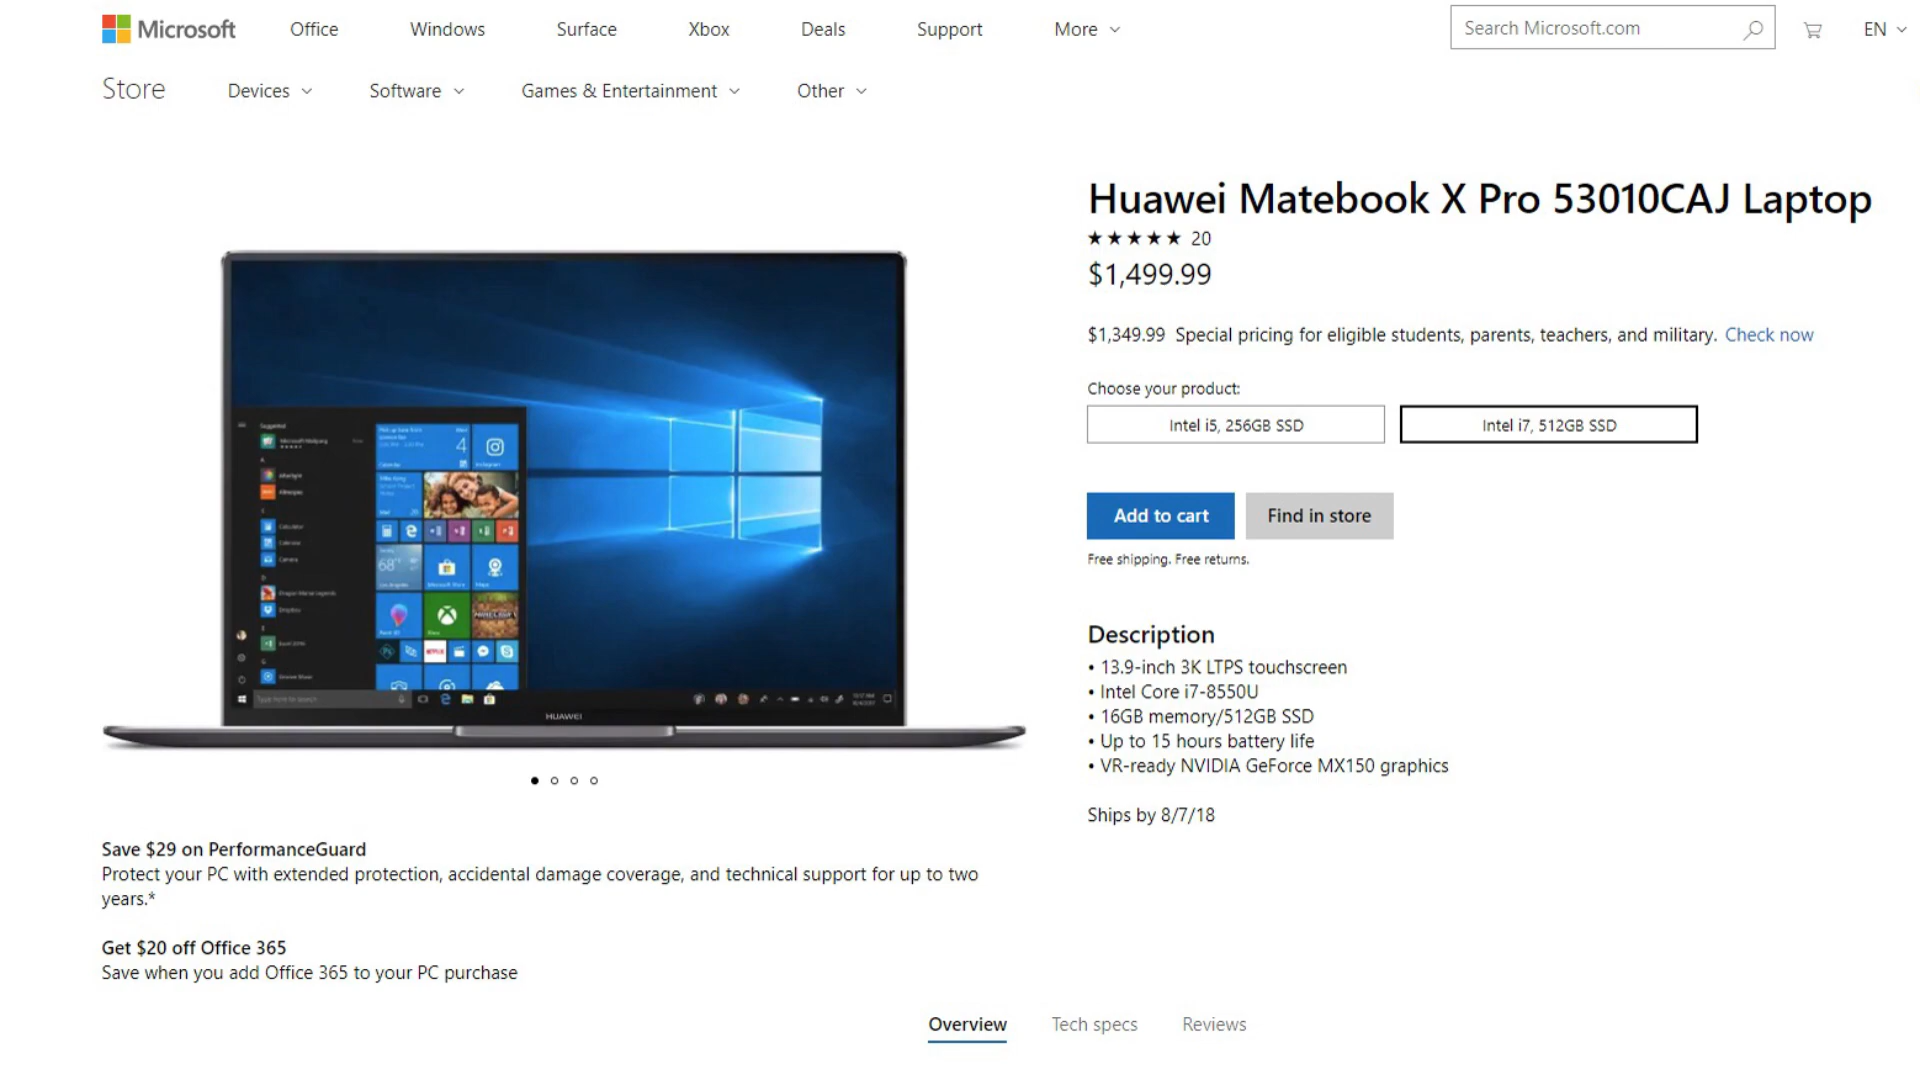 Microsoft
Office
Windows
Surface
Xbox
Deals
Support
More
Search Microsoft.com
EN
Store
Devices
Software
Games & Entertainment
Other
Huawei Matebook X Pro 53010CAJ Laptop
20
$1,499.99
$1,349.99 Special pricing for eligible students, parents, teachers, and military. Check now
Choose your product:
Intel i5, 256GB SSD
Intel i7, 512GB SSD
Add to cart
Find in store
Free shipping. Free returns.
Description
• 13.9-inch 3K LTPS touchscreen
• Intel Core i7-8550U
• 16GB memory/512GB SSD
• Up to 15 hours battery life
• VR-ready NVIDIA GeForce MX150 graphics
Ships by 8/7/18
HUAWEI
Save $29 on PerformanceGuard
Protect your PC with extended protection, accidental damage coverage, and technical support for up to two
years.*
Get $20 off Office 365
Save when you add Office 365 to your PC purchase
Overview
Tech specs
Reviews